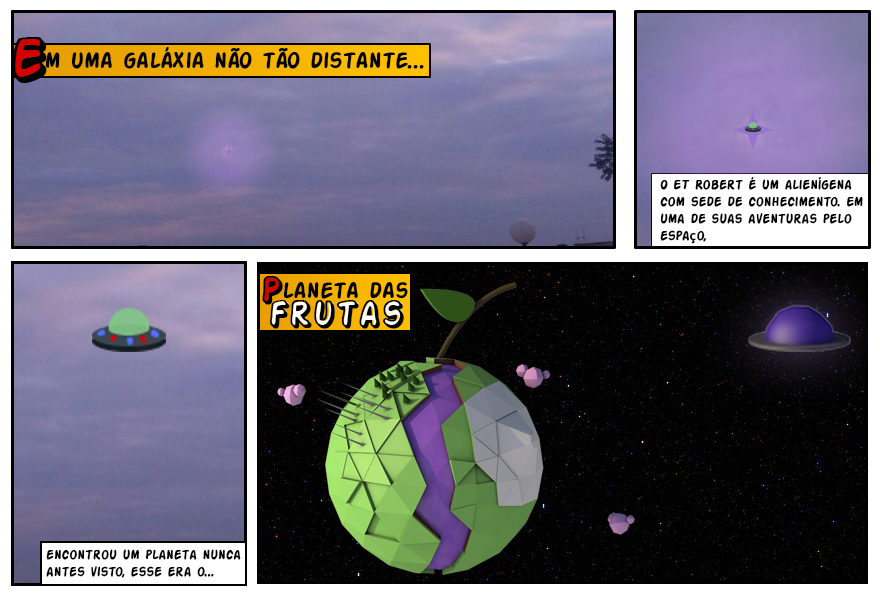 EM UMA GALÁXIA NÃO TÃO DISTANTE...
O ET ROBERT É UM ALIENÍGENA
COM SEDE DE CONHECIMENTO. EM
UMA DE SUAS AVENTURAS PELO
ESPAÇO,
ENCONTROU UM PLANETA NUNCA
ANTES VISTO, ESSE ERA O...
PLANETA DAS
FRUTAS